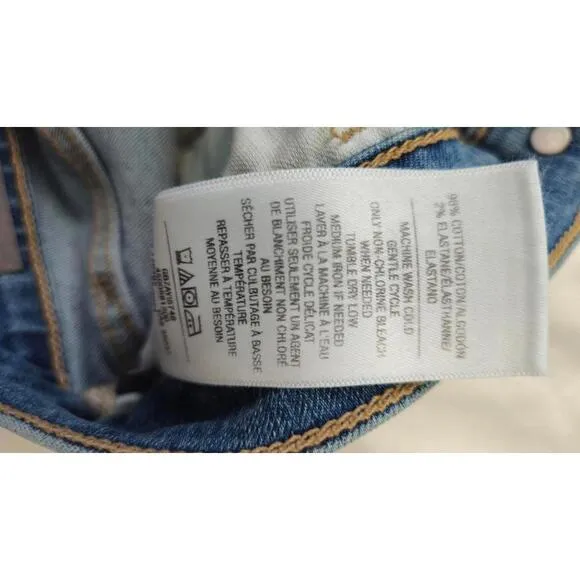 98% COTTON/COTON/ALGODÓN
2% ELASTANE/ÉLASTHANNE/
ELASTANO
MACHINE WASH COLD
GENTLE CYCLE
ONLY NON-CHLORINE BLEACH
WHEN NEEDED
TUMBLE DRY LOW
MEDIUM IRON IF NEEDED
LAVER À LA MACHINE À L'EAU
FROIDE CYCLE DÉLICAT
UTILISER SEULEMENT UN AGENT
DE BLANCHIMENT NON CHLORÉ
AU BESOIN
SÉCHER PAR CULBUTAGE À BASSE
TEMPÉRATURE
REPASSER À TEMPÉRATURE
MOYENNE AU BESOIN